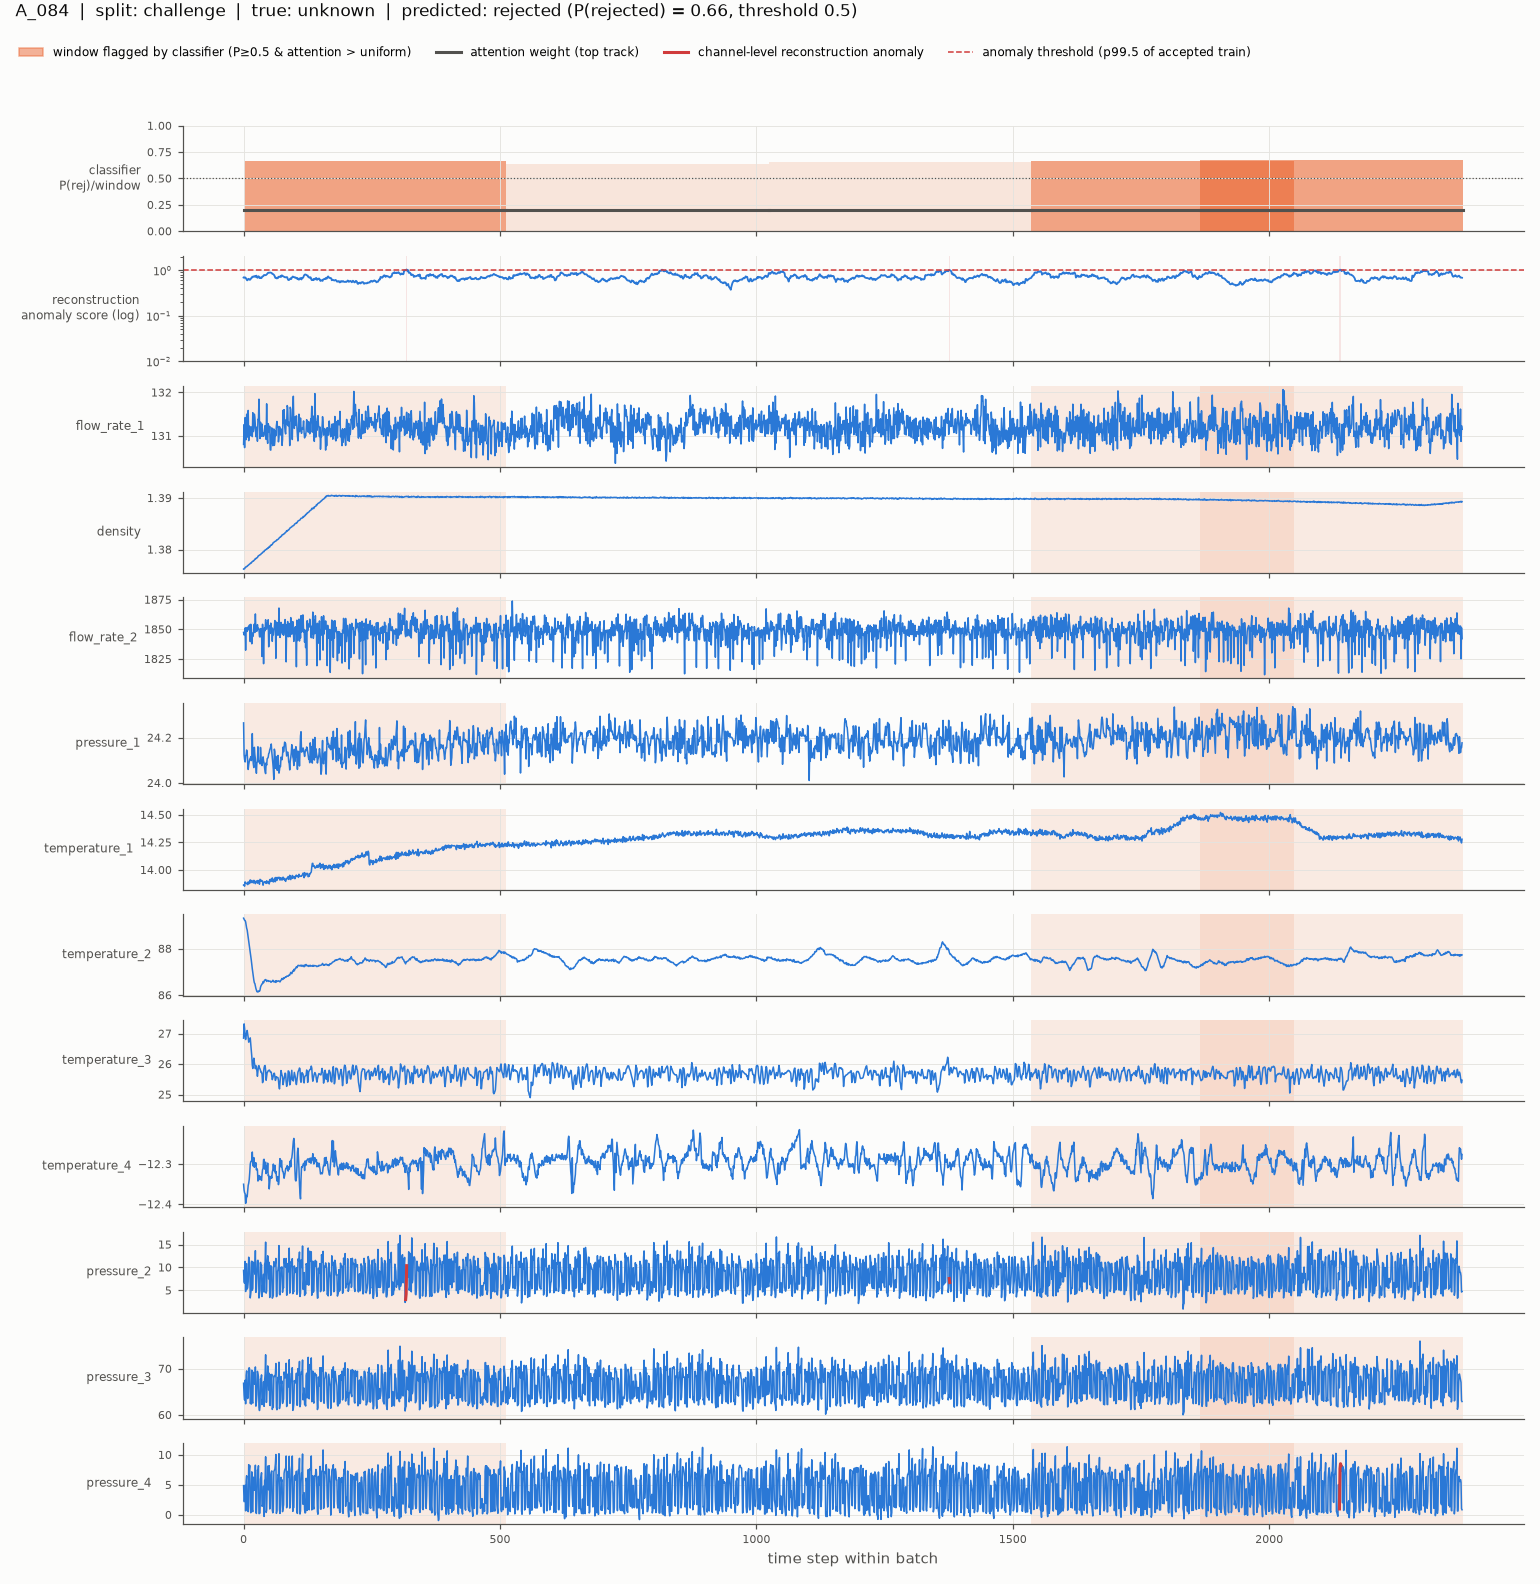 A_084 | split: challenge | true: unknown | predicted: rejected (P(rejected) = 0.66, threshold 0.5)
window flagged by classifier (P≥0.5 & attention > uniform)
attention weight (top track)
channel-level reconstruction anomaly
anomaly threshold (p99.5 of accepted train)
classifier
P(rej)/window
1.00
0.75
0.50
0.25
0.00
reconstruction
anomaly score (log)
10⁰
10⁻¹
10⁻²
flow_rate_1
132
131
density
1.39
1.38
flow_rate_2
1875
1850
1825
pressure_1
24.2
24.0
temperature_1
14.50
14.25
14.00
temperature_2
88
86
temperature_3
27
26
25
temperature_4
−12.3
−12.4
pressure_2
15
10
5
pressure_3
70
60
pressure_4
10
5
0
0 500 1000 1500 2000
time step within batch